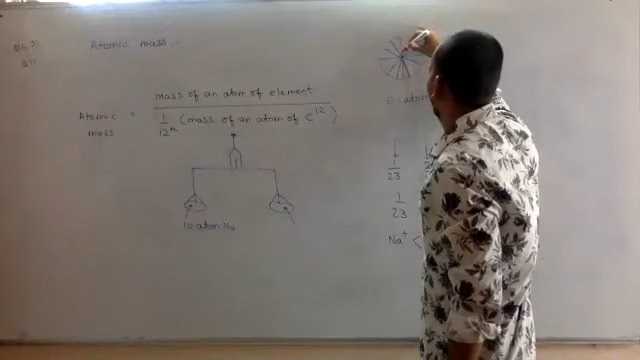 Atomic mass :-
Atomic mass = Mass of an atom of element
1/12th (mass of an atom of C12)
10 atom Na
C-atom
1/23
1/23
Na+